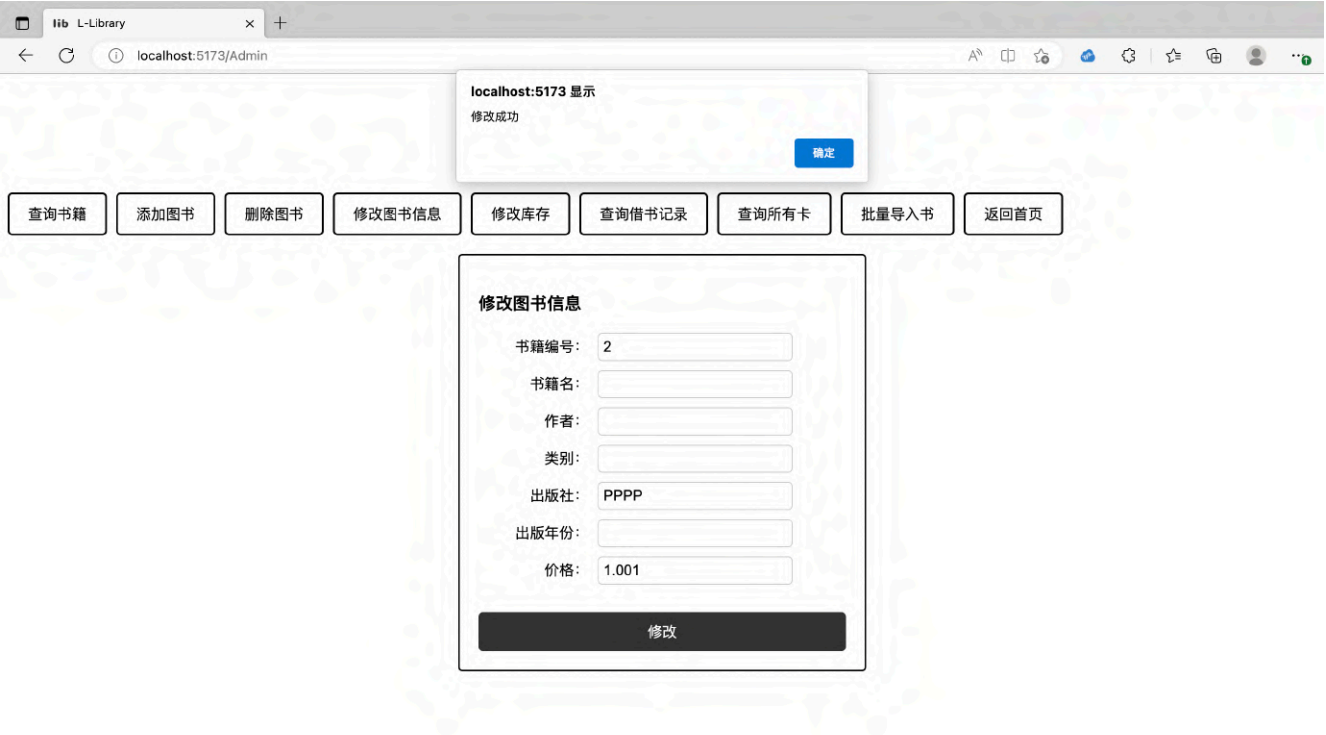 lib L-Library
localhost:5173/Admin
localhost:5173 显示
修改成功
确定
查询书籍 添加图书 删除图书 修改图书信息 修改库存 查询借书记录 查询所有卡 批量导入书 返回首页
修改图书信息
书籍编号: 2
书籍名:
作者:
类别:
出版社: PPPP
出版年份:
价格: 1.001
修改